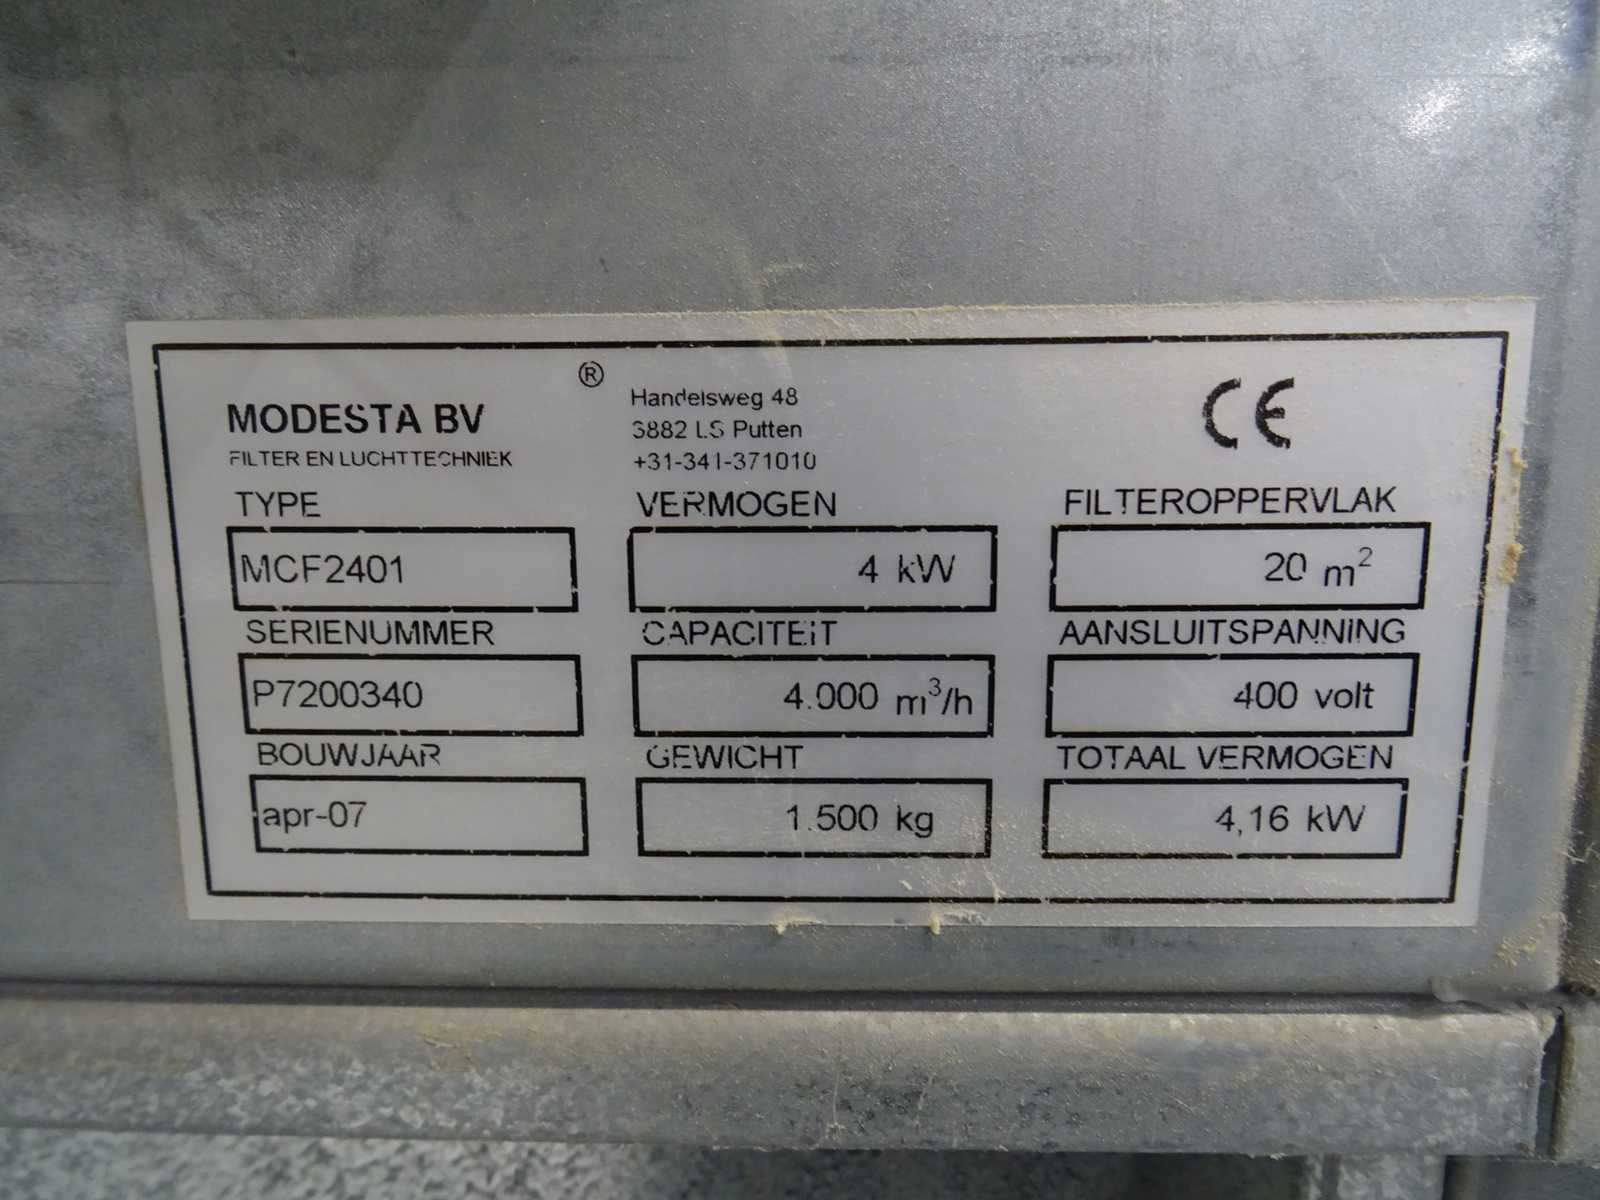 ®
MODESTA BV
FILTER EN LUCHTTECHNIEK
Handelsweg 48
3882 LS Putten
+31-341-371010
CE
TYPE
MCF2401
VERMOGEN
4 kW
FILTEROPPERVLAK
20 m²
SERIENUMMER
P7200340
CAPACITEIT
4.000 m³/h
AANSLUITSPANNING
400 volt
BOUWJAAR
apr-07
GEWICHT
1.500 kg
TOTAAL VERMOGEN
4,16 kW